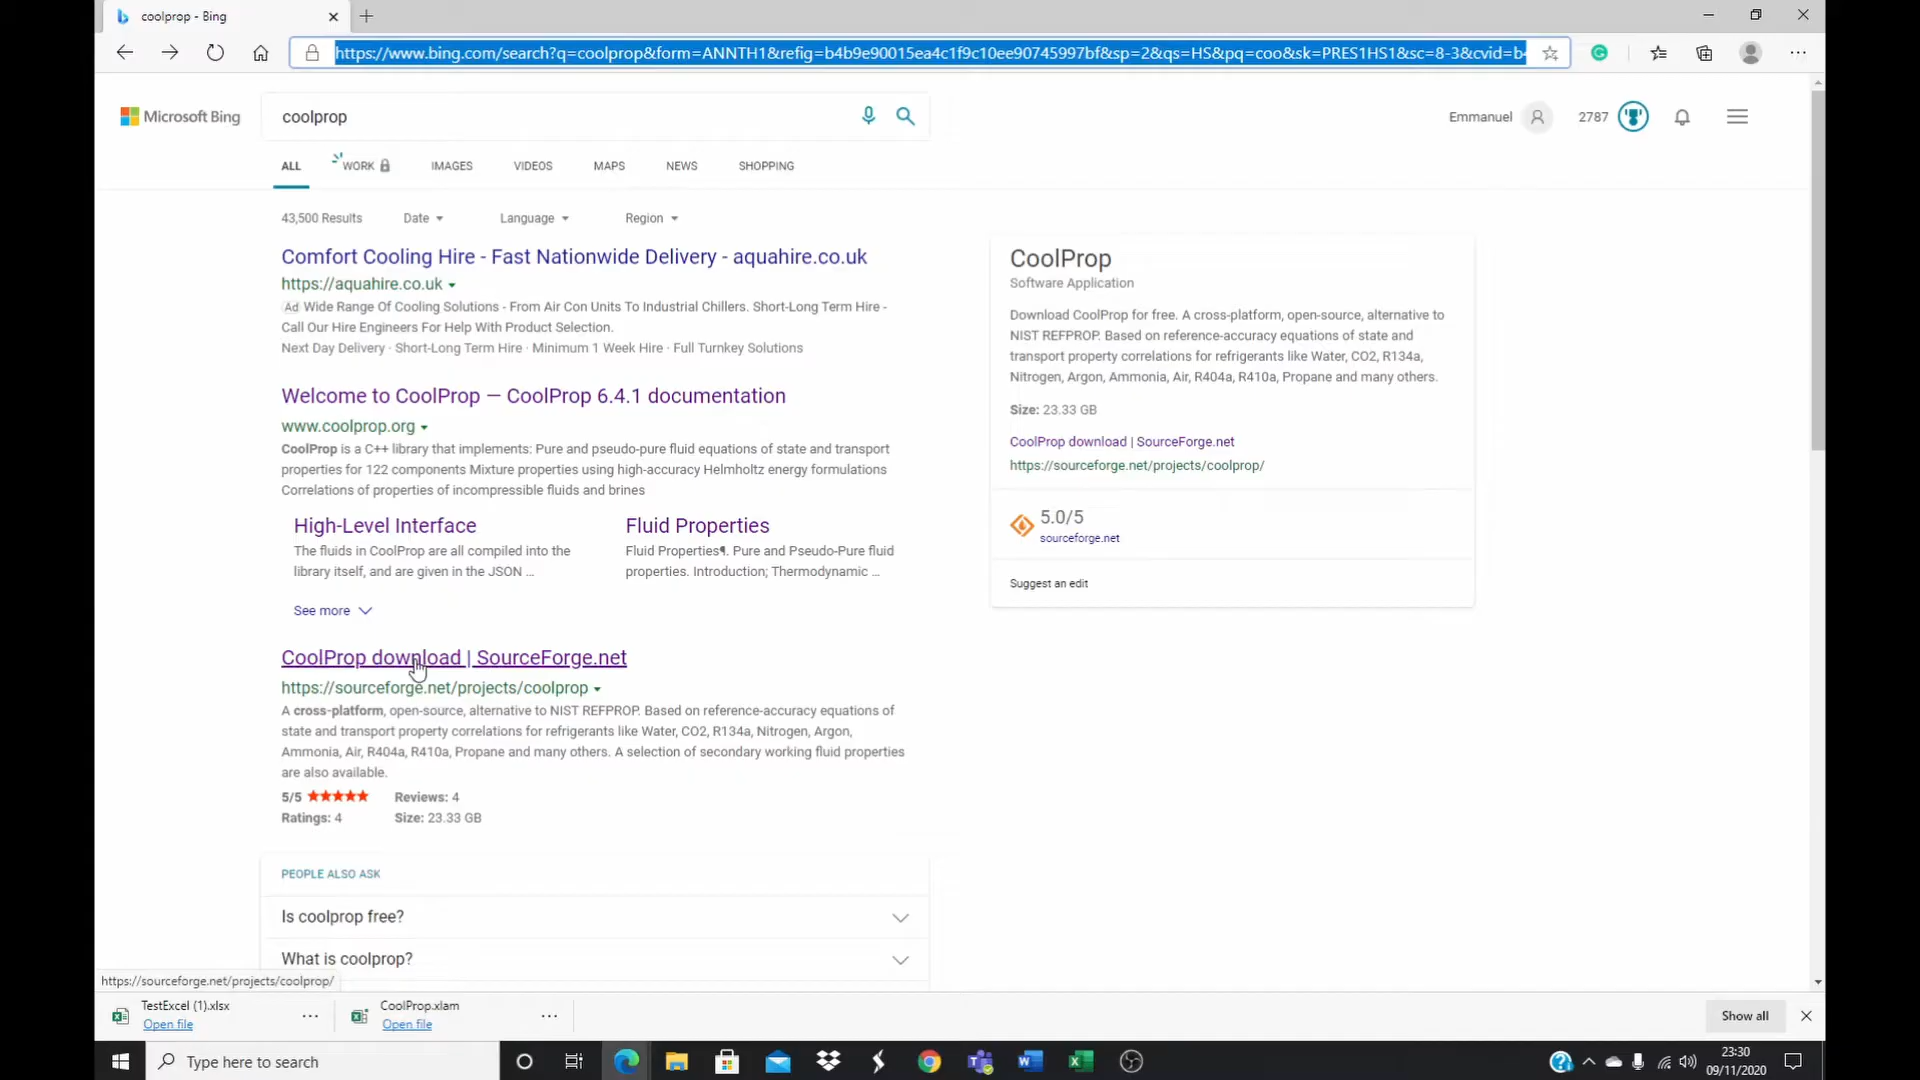 coolprop - Bing
https://www.bing.com/search?q=coolprop&form=ANNTH1&refig=b4b9e90015ea4c1f9c10ee90745997bf&sp=2&qs=HS&pq=coo&sk=PRES1HS1&sc=8-3&cvid=b
Microsoft Bing
coolprop
Emmanuel
2787
ALL
WORK
IMAGES
VIDEOS
MAPS
NEWS
SHOPPING
43,500 Results
Date
Language
Region
Comfort Cooling Hire - Fast Nationwide Delivery - aquahire.co.uk
https://aquahire.co.uk
Ad Wide Range Of Cooling Solutions - From Air Con Units To Industrial Chillers. Short-Long Term Hire -
Call Our Hire Engineers For Help With Product Selection.
Next Day Delivery · Short-Long Term Hire · Minimum 1 Week Hire · Full Turnkey Solutions
Welcome to CoolProp — CoolProp 6.4.1 documentation
www.coolprop.org
CoolProp is a C++ library that implements: Pure and pseudo-pure fluid equations of state and transport
properties for 122 components Mixture properties using high-accuracy Helmholtz energy formulations
Correlations of properties of incompressible fluids and brines
High-Level Interface
The fluids in CoolProp are all compiled into the
library itself, and are given in the JSON ...
Fluid Properties
Fluid Properties¶. Pure and Pseudo-Pure fluid
properties. Introduction; Thermodynamic ...
See more
CoolProp download | SourceForge.net
https://sourceforge.net/projects/coolprop
A cross-platform, open-source, alternative to NIST REFPROP. Based on reference-accuracy equations of
state and transport property correlations for refrigerants like Water, CO2, R134a, Nitrogen, Argon,
Ammonia, Air, R404a, R410a, Propane and many others. A selection of secondary working fluid properties
are also available.
5/5
Reviews: 4
Ratings: 4
Size: 23.33 GB
PEOPLE ALSO ASK
Is coolprop free?
What is coolprop?
CoolProp
Software Application
Download CoolProp for free. A cross-platform, open-source, alternative to
NIST REFPROP. Based on reference-accuracy equations of state and
transport property correlations for refrigerants like Water, CO2, R134a,
Nitrogen, Argon, Ammonia, Air, R404a, R410a, Propane and many others.
Size: 23.33 GB
CoolProp download | SourceForge.net
https://sourceforge.net/projects/coolprop/
5.0/5
sourceforge.net
Suggest an edit
https://sourceforge.net/projects/coolprop/
TestExcel (1).xlsx
Open file
CoolProp.xlam
Open file
Show all
Type here to search
23:30
09/11/2020